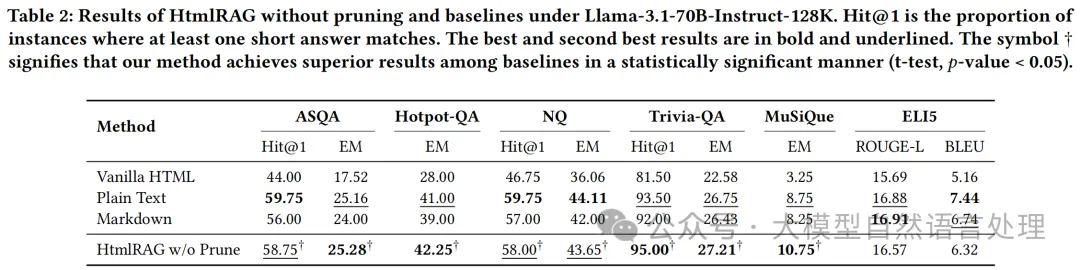 Table 2: Results of HtmlRAG without pruning and baselines under Llama-3.1-70B-Instruct-128K. Hit@1 is the proportion of
instances where at least one short answer matches. The best and second best results are in bold and underlined. The symbol †
signifies that our method achieves superior results among baselines in a statistically significant manner (t-test, p-value < 0.05).
Method ASQA Hotpot-QA NQ Trivia-QA MuSiQue ELI5
Hit@1 EM EM Hit@1 EM Hit@1 EM EM ROUGE-L BLEU
Vanilla HTML 44.00 17.52 28.00 46.75 36.06 81.50 22.58 3.25 15.69 5.16
Plain Text 59.75 25.16 41.00 59.75 44.11 93.50 26.75 8.75 16.88 7.44
Markdown 56.00 24.00 39.00 57.00 42.00 92.00 26.43 8.25 16.91 6.74
公众号·大模型自然语言处理
HtmlRAG w/o Prune 58.75† 25.28† 42.25† 58.00† 43.65† 95.00† 27.21† 10.75† 16.57 6.32